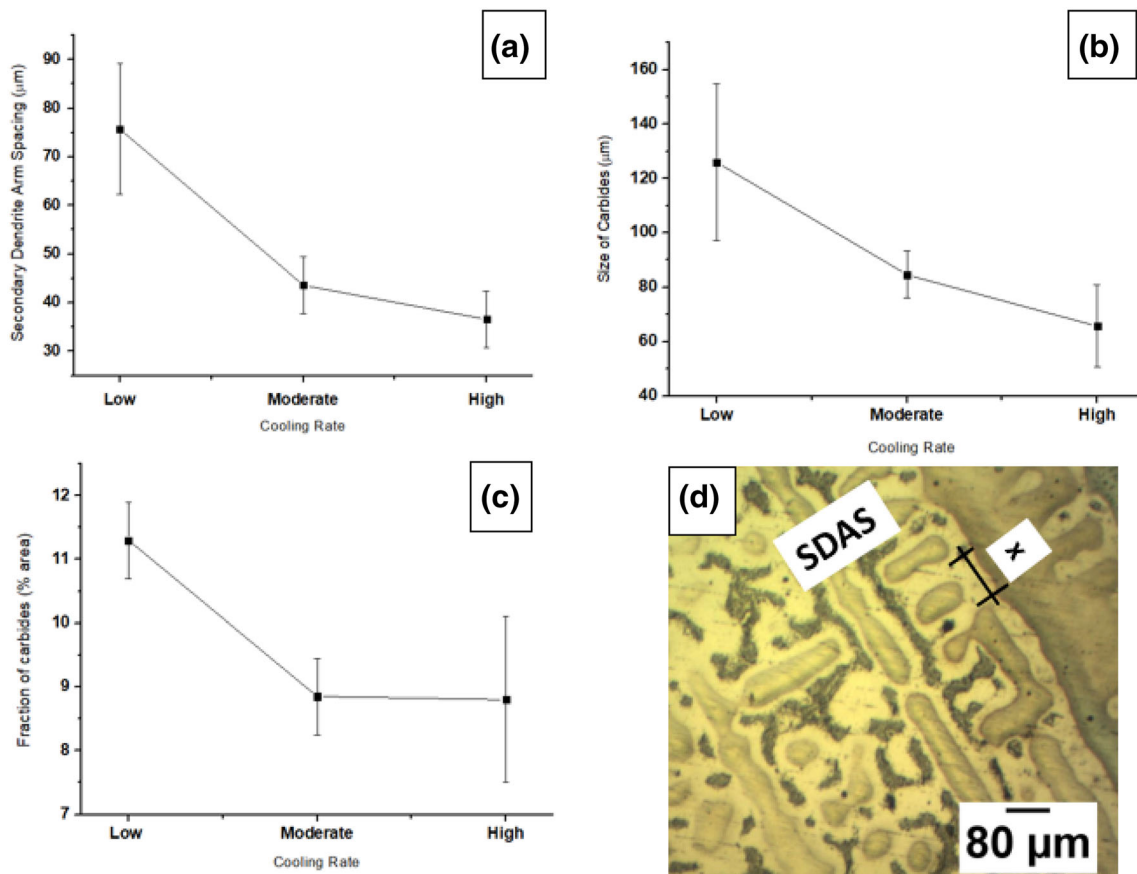 (a)
90
80
70
60
50
40
30
Secondary Dendrite Arm Spacing (μm)
Low Moderate High
Cooling Rate
(b)
160
140
120
100
80
60
40
Size of Carbides (μm)
Low Moderate High
Cooling Rate
(c)
12
11
10
9
8
7
Fraction of carbides (% area)
Low Moderate High
Cooling Rate
(d)
SDAS
x
80 μm